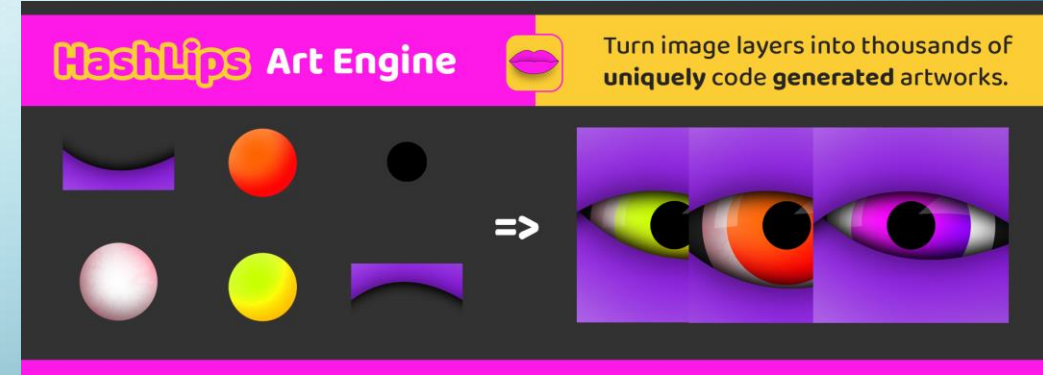 HashLips Art Engine
Turn image layers into thousands of
uniquely code generated artworks.
=>